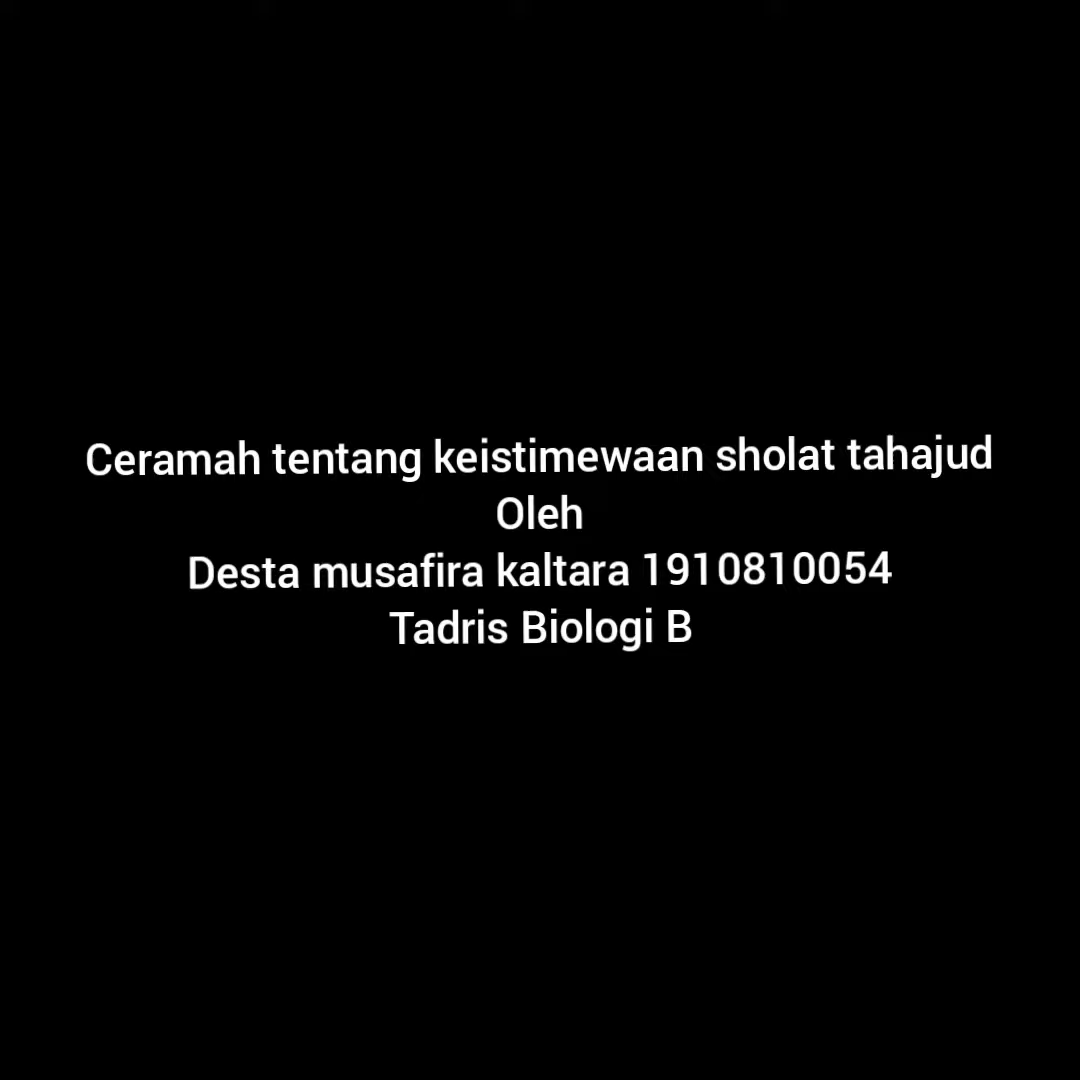 Ceramah tentang keistimewaan sholat tahajud
Oleh
Desta musafira kaltara 1910810054
Tadris Biologi B